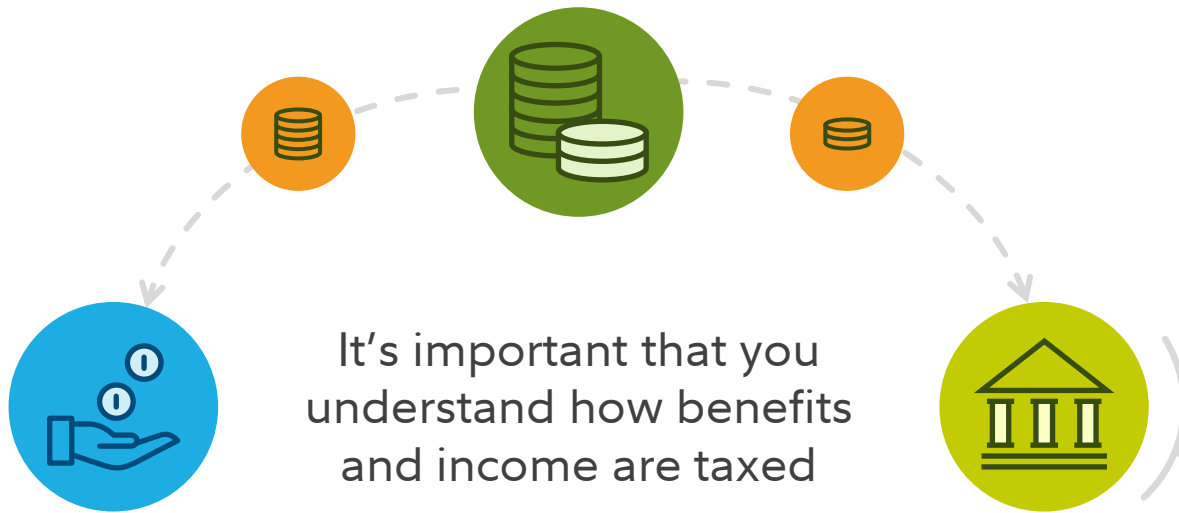 It’s important that you
understand how benefits
and income are taxed